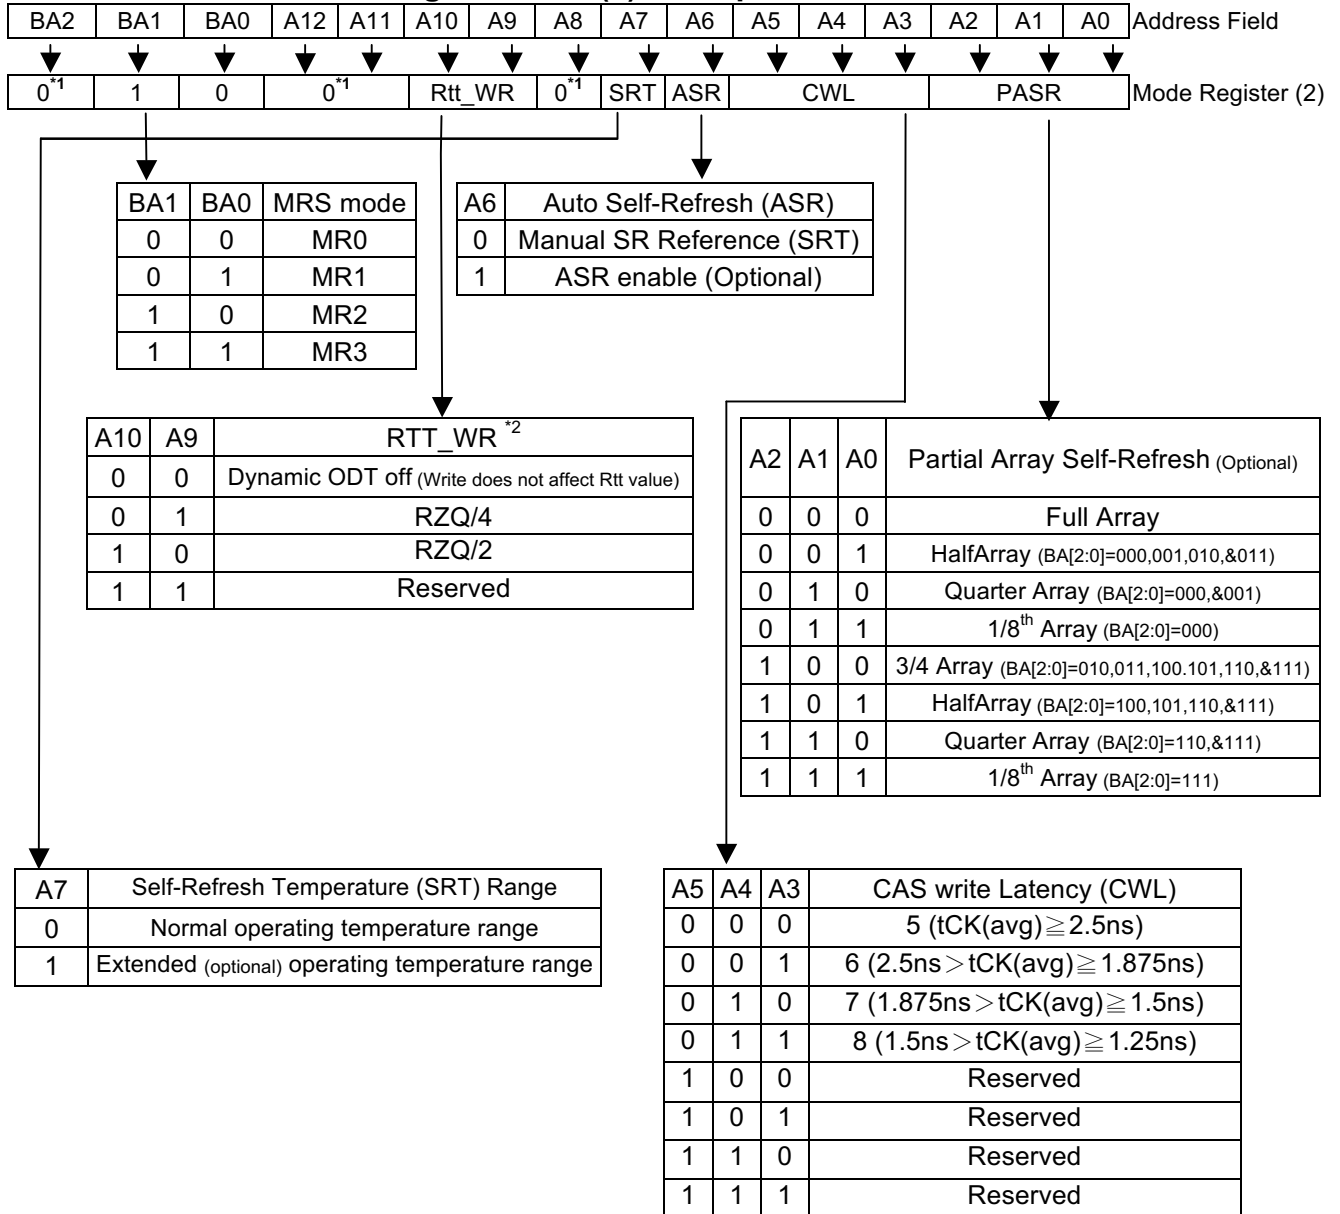 BA2 BA1 BA0 A12 A11 A10 A9 A8 A7 A6 A5 A4 A3 A2 A1 A0 Address Field
0*1 1 0 0*1 Rtt_WR 0*1 SRT ASR CWL PASR Mode Register (2)
BA1 BA0 MRS mode
0 0 MR0
0 1 MR1
1 0 MR2
1 1 MR3
A6 Auto Self-Refresh (ASR)
0 Manual SR Reference (SRT)
1 ASR enable (Optional)
A10 A9 RTT_WR *2
0 0 Dynamic ODT off (Write does not affect Rtt value)
0 1 RZQ/4
1 0 RZQ/2
1 1 Reserved
A2 A1 A0 Partial Array Self-Refresh (Optional)
0 0 0 Full Array
0 0 1 HalfArray (BA[2:0]=000,001,010,&011)
0 1 0 Quarter Array (BA[2:0]=000,&001)
0 1 1 1/8th Array (BA[2:0]=000)
1 0 0 3/4 Array (BA[2:0]=010,011,100.101,110,&111)
1 0 1 HalfArray (BA[2:0]=100,101,110,&111)
1 1 0 Quarter Array (BA[2:0]=110,&111)
1 1 1 1/8th Array (BA[2:0]=111)
A7 Self-Refresh Temperature (SRT) Range
0 Normal operating temperature range
1 Extended (optional) operating temperature range
A5 A4 A3 CAS write Latency (CWL)
0 0 0 5 (tCK(avg)≧2.5ns)
0 0 1 6 (2.5ns>tCK(avg)≧1.875ns)
0 1 0 7 (1.875ns>tCK(avg)≧1.5ns)
0 1 1 8 (1.5ns>tCK(avg)≧1.25ns)
1 0 0 Reserved
1 0 1 Reserved
1 1 0 Reserved
1 1 1 Reserved